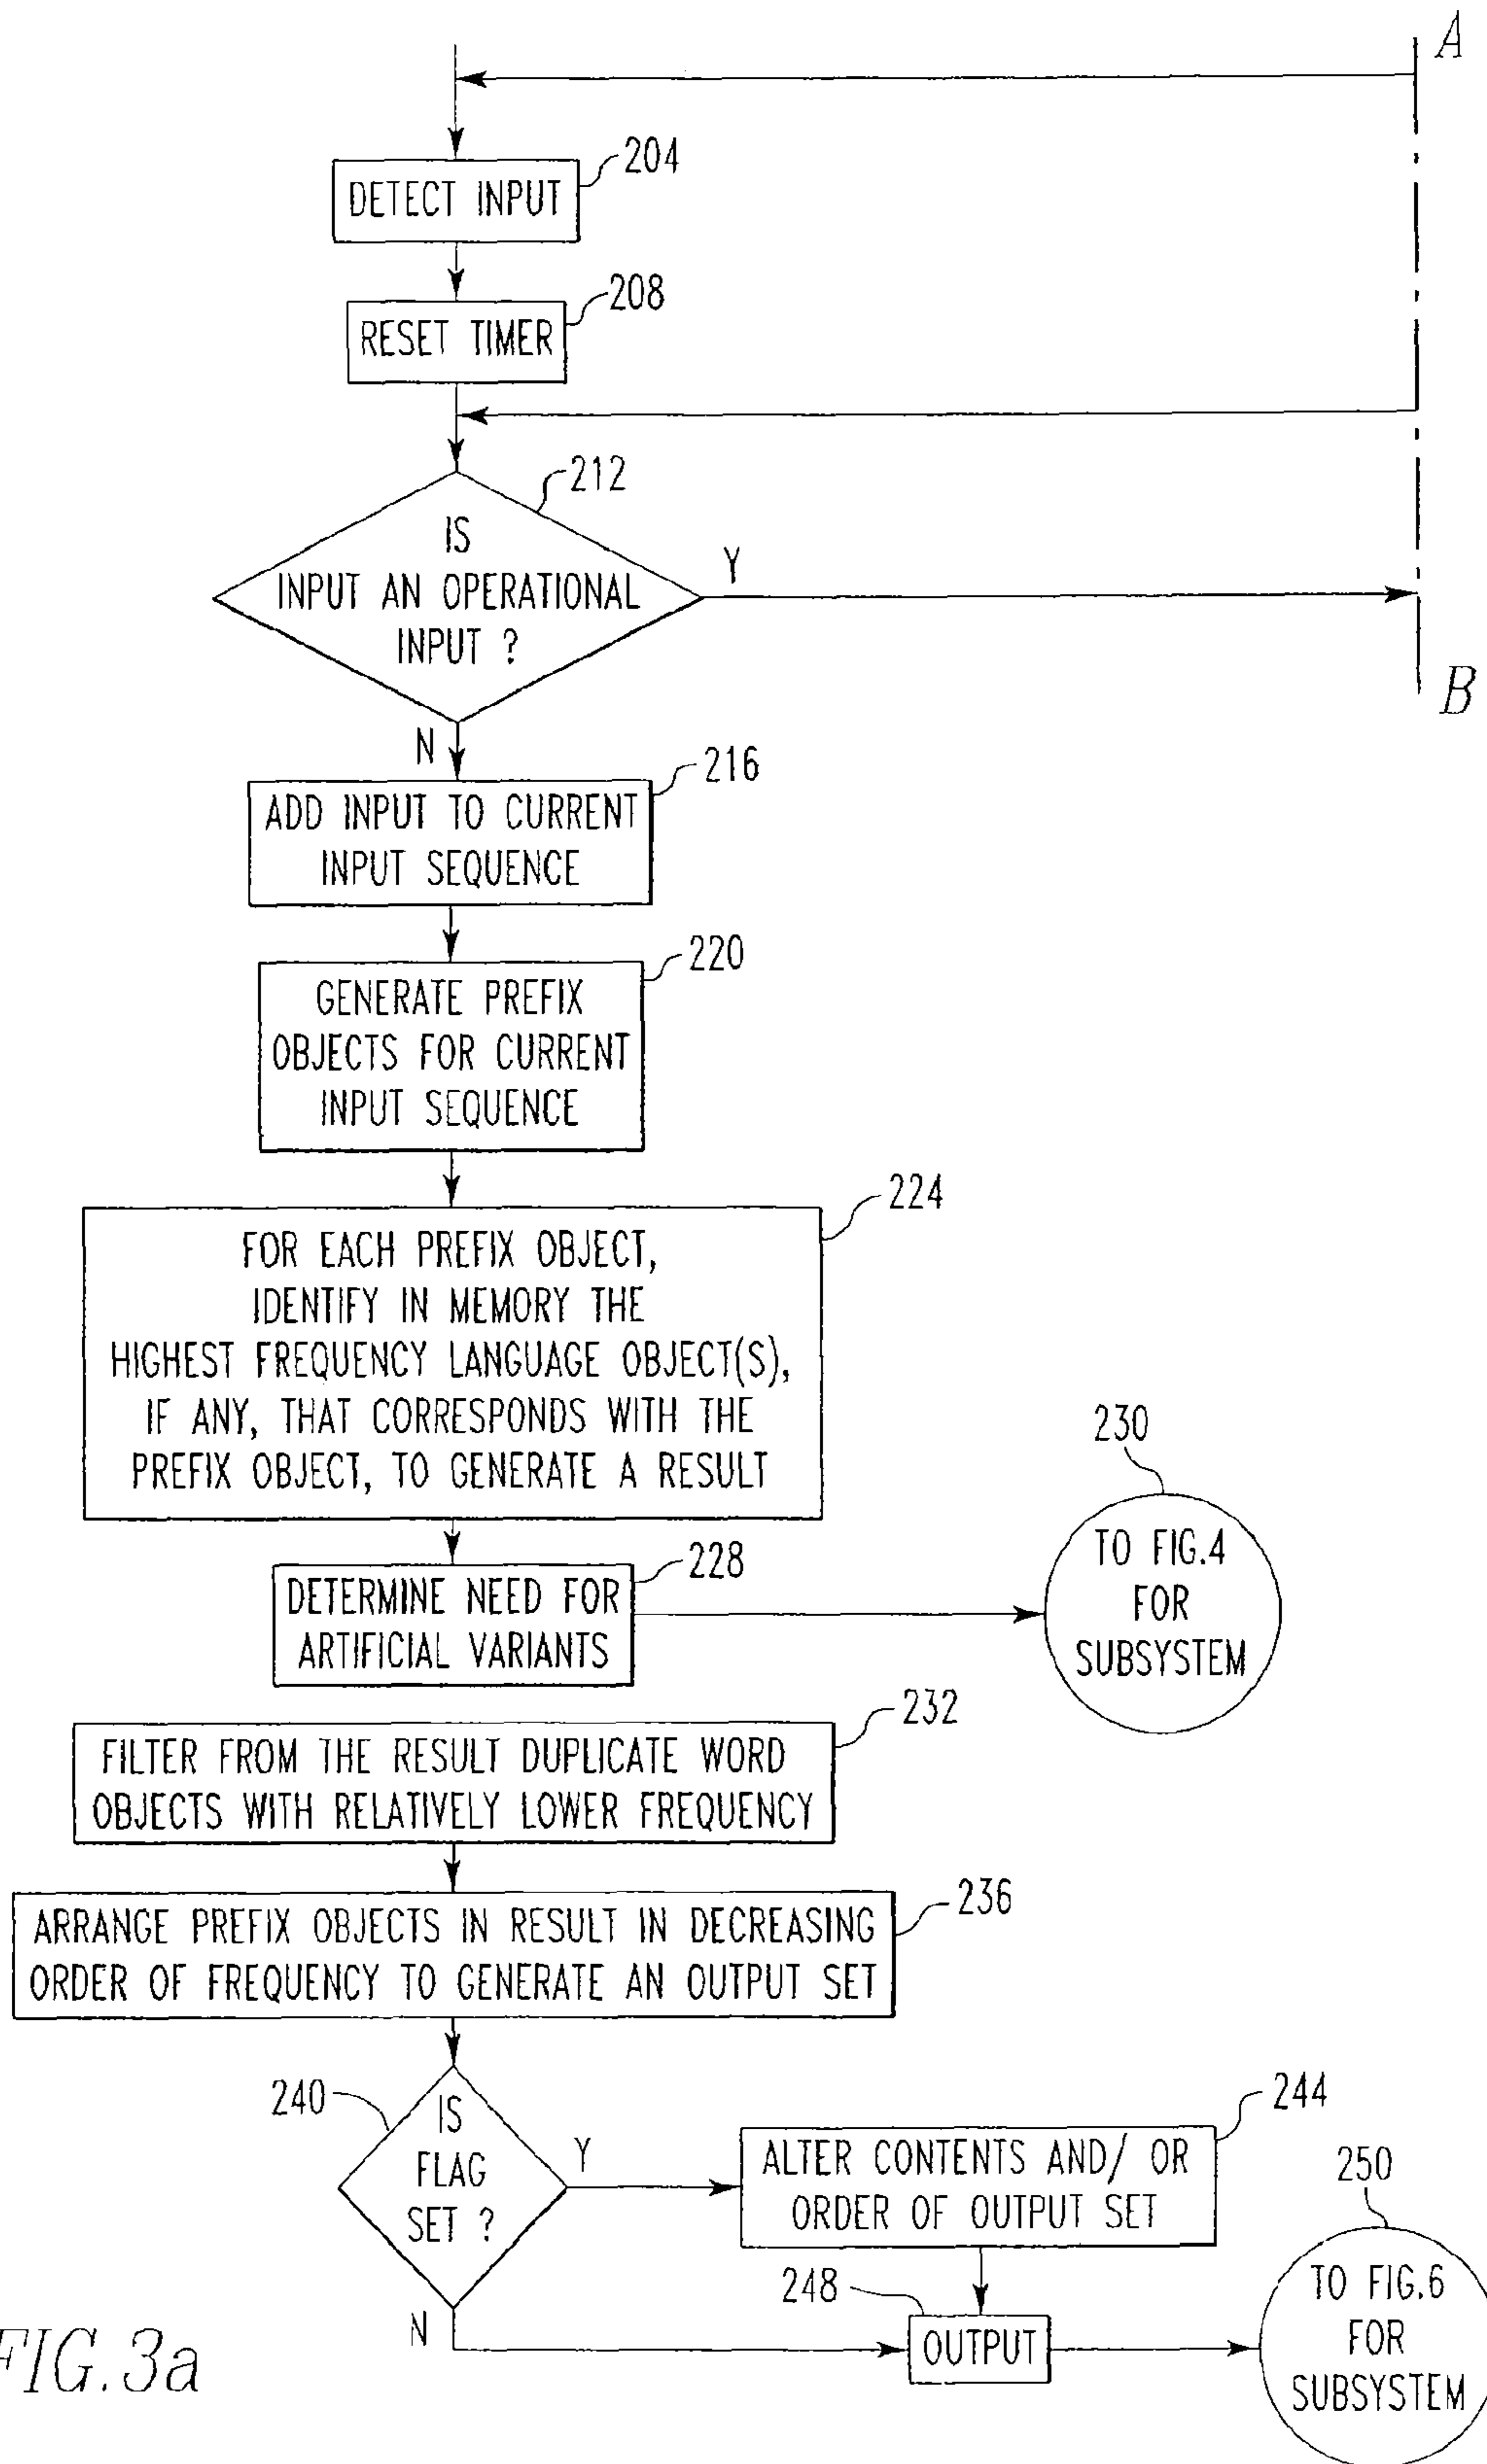 A
204
DETECT INPUT
208
RESET TIMER
212
IS
INPUT AN OPERATIONAL
INPUT ?
Y
B
N
216
ADD INPUT TO CURRENT
INPUT SEQUENCE
220
GENERATE PREFIX
OBJECTS FOR CURRENT
INPUT SEQUENCE
224
FOR EACH PREFIX OBJECT,
IDENTIFY IN MEMORY THE
HIGHEST FREQUENCY LANGUAGE OBJECT(S),
IF ANY, THAT CORRESPONDS WITH THE
PREFIX OBJECT, TO GENERATE A RESULT
228
DETERMINE NEED FOR
ARTIFICIAL VARIANTS
230
TO FIG.4
FOR
SUBSYSTEM
232
FILTER FROM THE RESULT DUPLICATE WORD
OBJECTS WITH RELATIVELY LOWER FREQUENCY
236
ARRANGE PREFIX OBJECTS IN RESULT IN DECREASING
ORDER OF FREQUENCY TO GENERATE AN OUTPUT SET
240
IS
FLAG
SET ?
Y
244
ALTER CONTENTS AND/ OR
ORDER OF OUTPUT SET
N
248
OUTPUT
250
TO FIG.6
FOR
SUBSYSTEM
FIG.3a